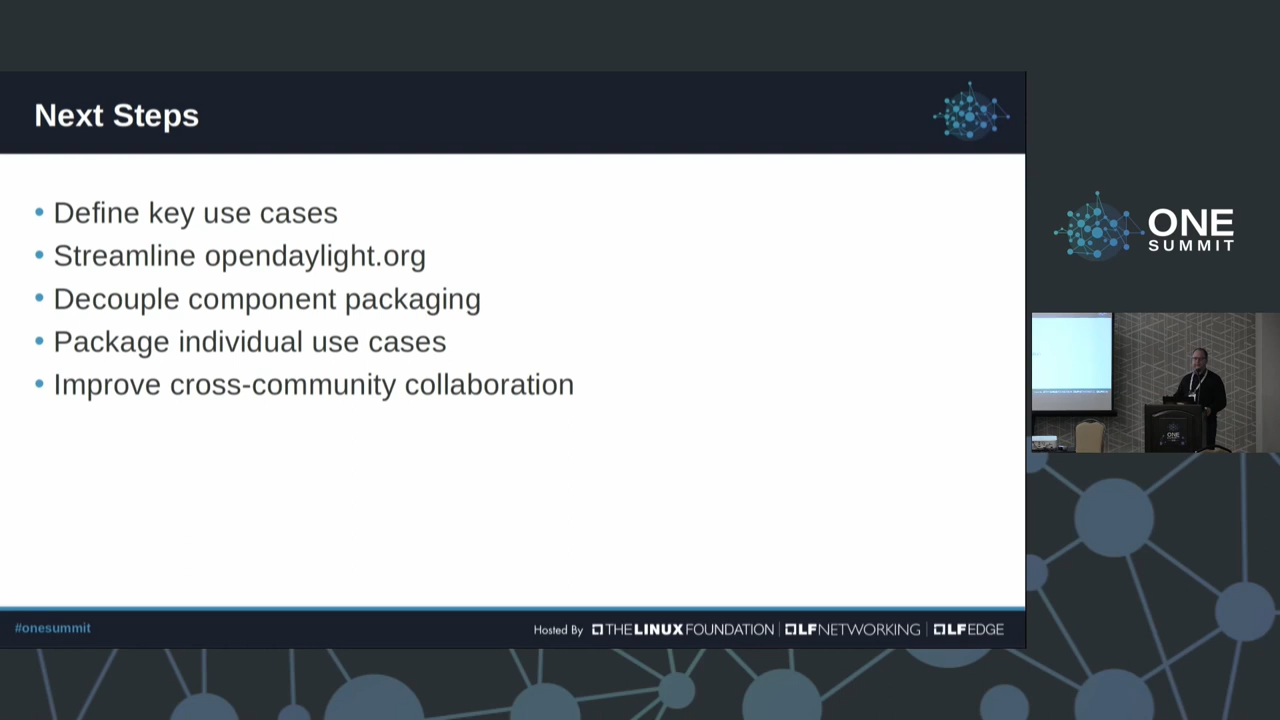 Next Steps
• Define key use cases
• Streamline opendaylight.org
• Decouple component packaging
• Package individual use cases
• Improve cross-community collaboration
#onesummit
Hosted By THE LINUX FOUNDATION | LF NETWORKING | LF EDGE
ONE
SUMMIT
ONE